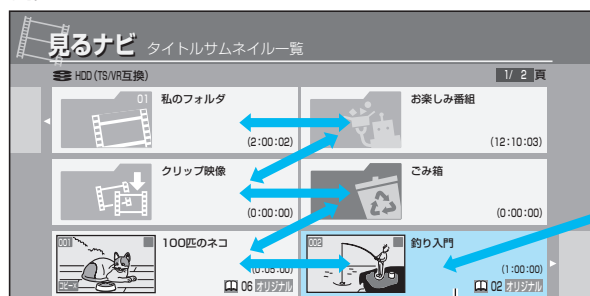 見るナビ タイトルサムネイル一覧
HDD(TS/VR互換) 1/ 2 頁
01 私のフォルダ (2:00:02)
お楽しみ番組 (12:10:03)
クリップ映像 (0:00:00)
ごみ箱 (0:00:00)
001 100匹のネコ (0:05:00)
コピー× 06 オリジナル
002 釣り入門 (1:00:00)
02 オリジナル